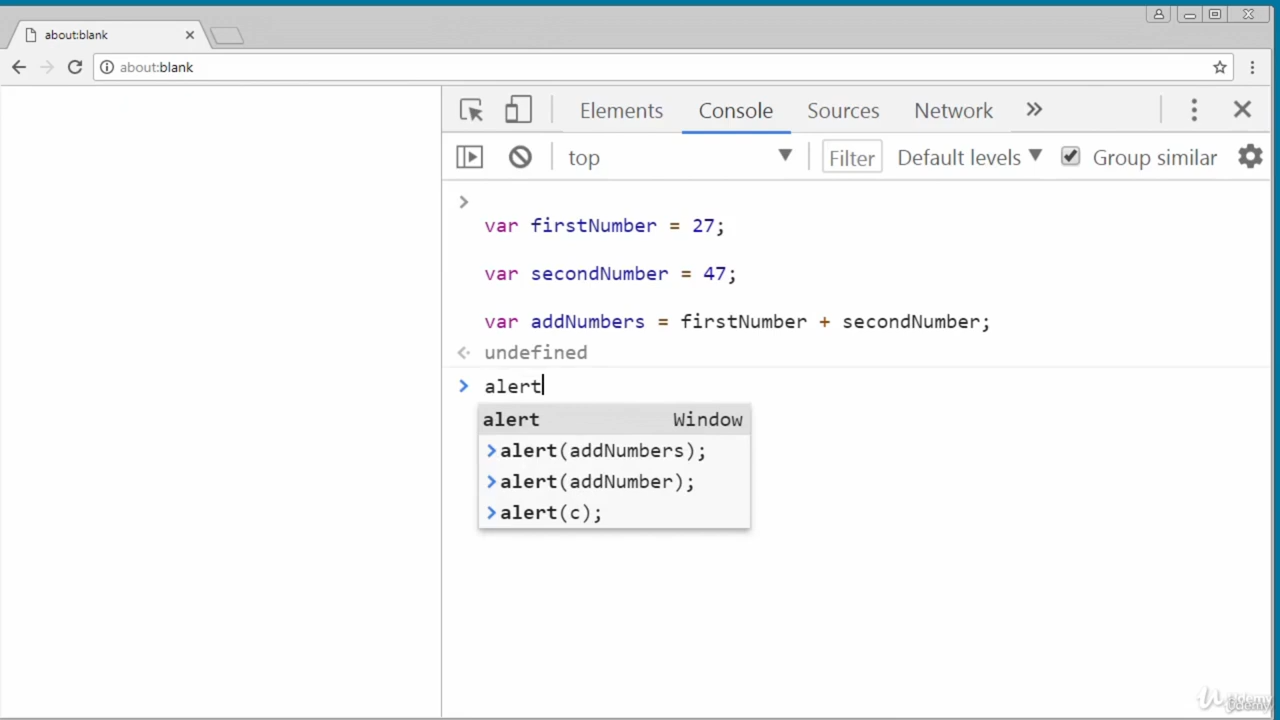 about:blank
about:blank
Elements Console Sources Network
top Filter Default levels Group similar
>
var firstNumber = 27;
var secondNumber = 47;
var addNumbers = firstNumber + secondNumber;
undefined
> alert
alert Window
>alert(addNumbers);
>alert(addNumber);
>alert(c);
Udemy